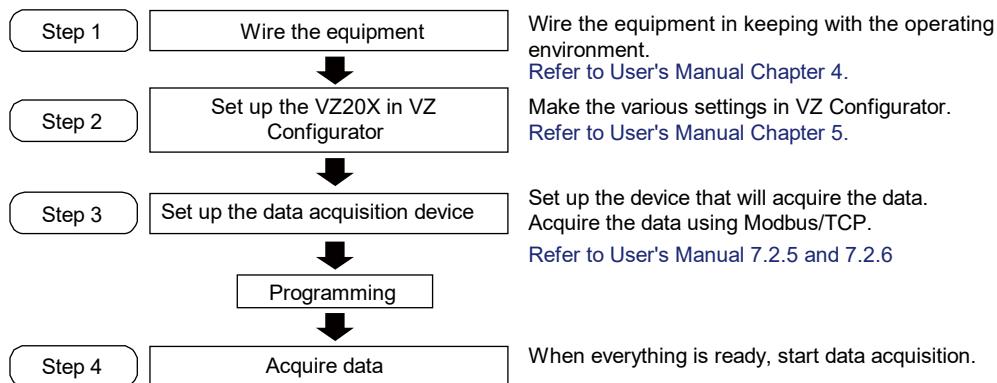 Step 1
Wire the equipment
Wire the equipment in keeping with the operating
environment.
Refer to User's Manual Chapter 4.
Step 2
Set up the VZ20X in VZ
Configurator
Make the various settings in VZ Configurator.
Refer to User's Manual Chapter 5.
Step 3
Set up the data acquisition device
Set up the device that will acquire the data.
Acquire the data using Modbus/TCP.
Refer to User's Manual 7.2.5 and 7.2.6
Programming
Step 4
Acquire data
When everything is ready, start data acquisition.